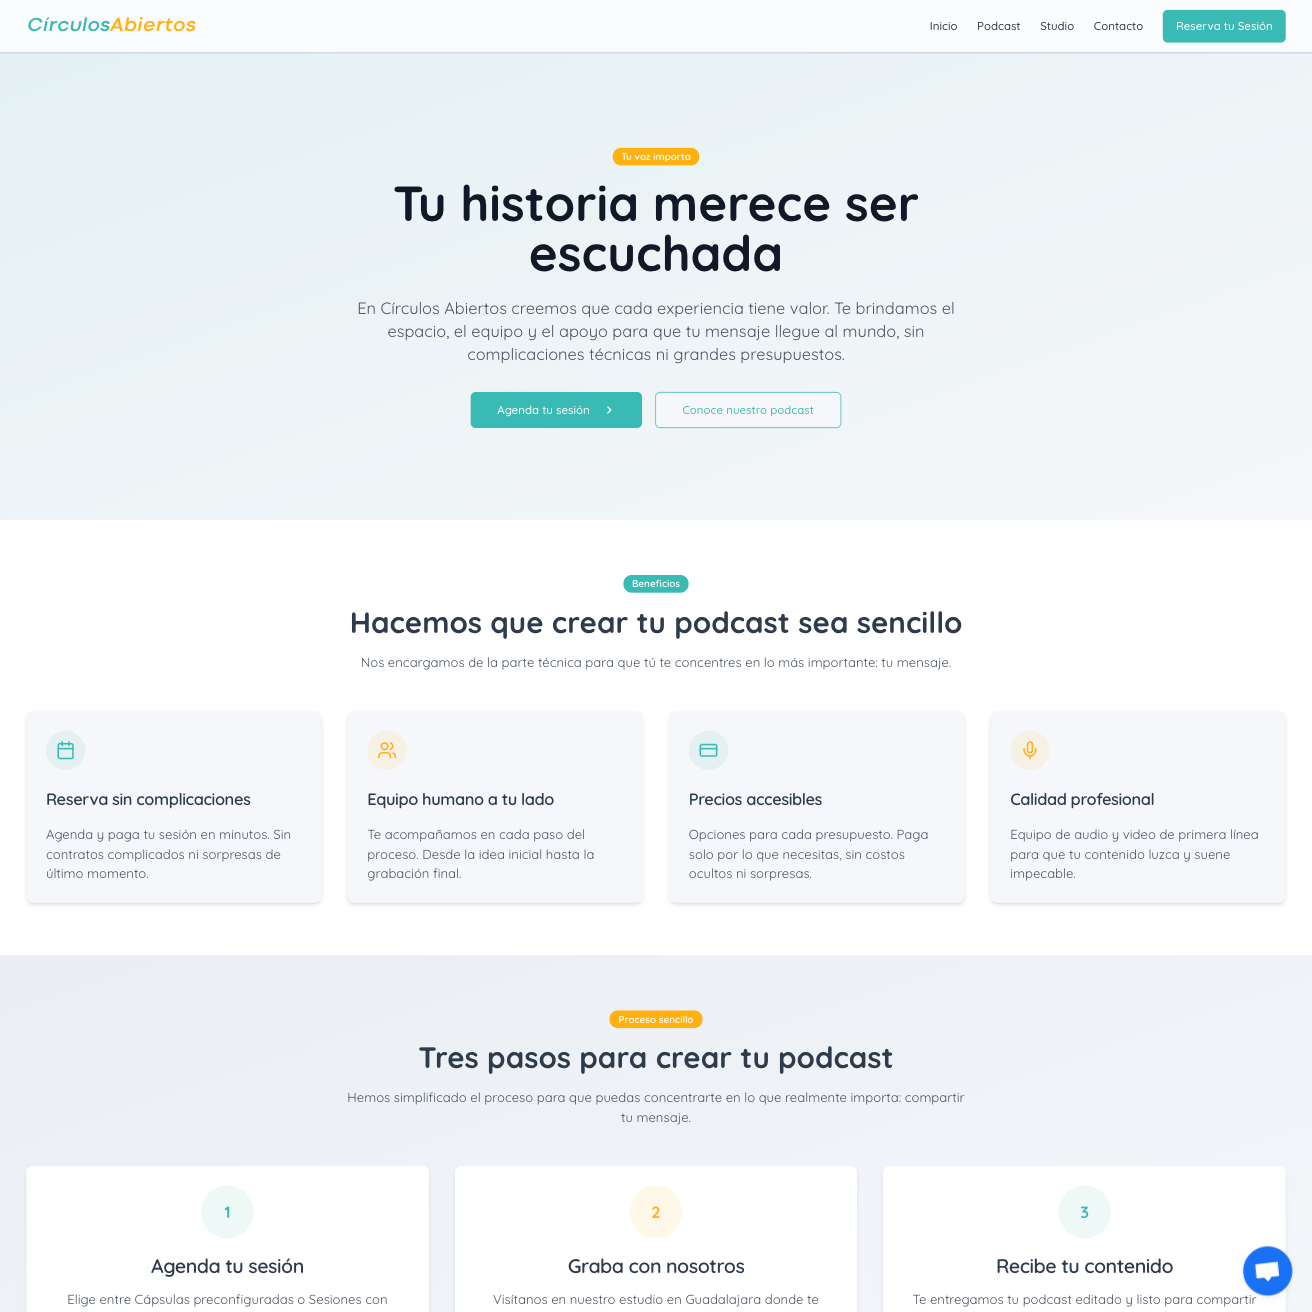 CírculosAbiertos
Inicio
Podcast
Studio
Contacto
Reserva tu Sesión
Tu voz importa
Tu historia merece ser
escuchada
En Círculos Abiertos creemos que cada experiencia tiene valor. Te brindamos el
espacio, el equipo y el apoyo para que tu mensaje llegue al mundo, sin
complicaciones técnicas ni grandes presupuestos.
Agenda tu sesión
Conoce nuestro podcast
Beneficios
Hacemos que crear tu podcast sea sencillo
Nos encargamos de la parte técnica para que tú te concentres en lo más importante: tu mensaje.
Reserva sin complicaciones
Agenda y paga tu sesión en minutos. Sin
contratos complicados ni sorpresas de
último momento.
Equipo humano a tu lado
Te acompañamos en cada paso del
proceso. Desde la idea inicial hasta la
grabación final.
Precios accesibles
Opciones para cada presupuesto. Paga
solo por lo que necesitas, sin costos
ocultos ni sorpresas.
Calidad profesional
Equipo de audio y video de primera línea
para que tu contenido luzca y suene
impecable.
Proceso sencillo
Tres pasos para crear tu podcast
Hemos simplificado el proceso para que puedas concentrarte en lo que realmente importa: compartir
tu mensaje.
1
Agenda tu sesión
Elige entre Cápsulas preconfiguradas o Sesiones con
2
Graba con nosotros
Visítanos en nuestro estudio en Guadalajara donde te
3
Recibe tu contenido
Te entregamos tu podcast editado y listo para compartir